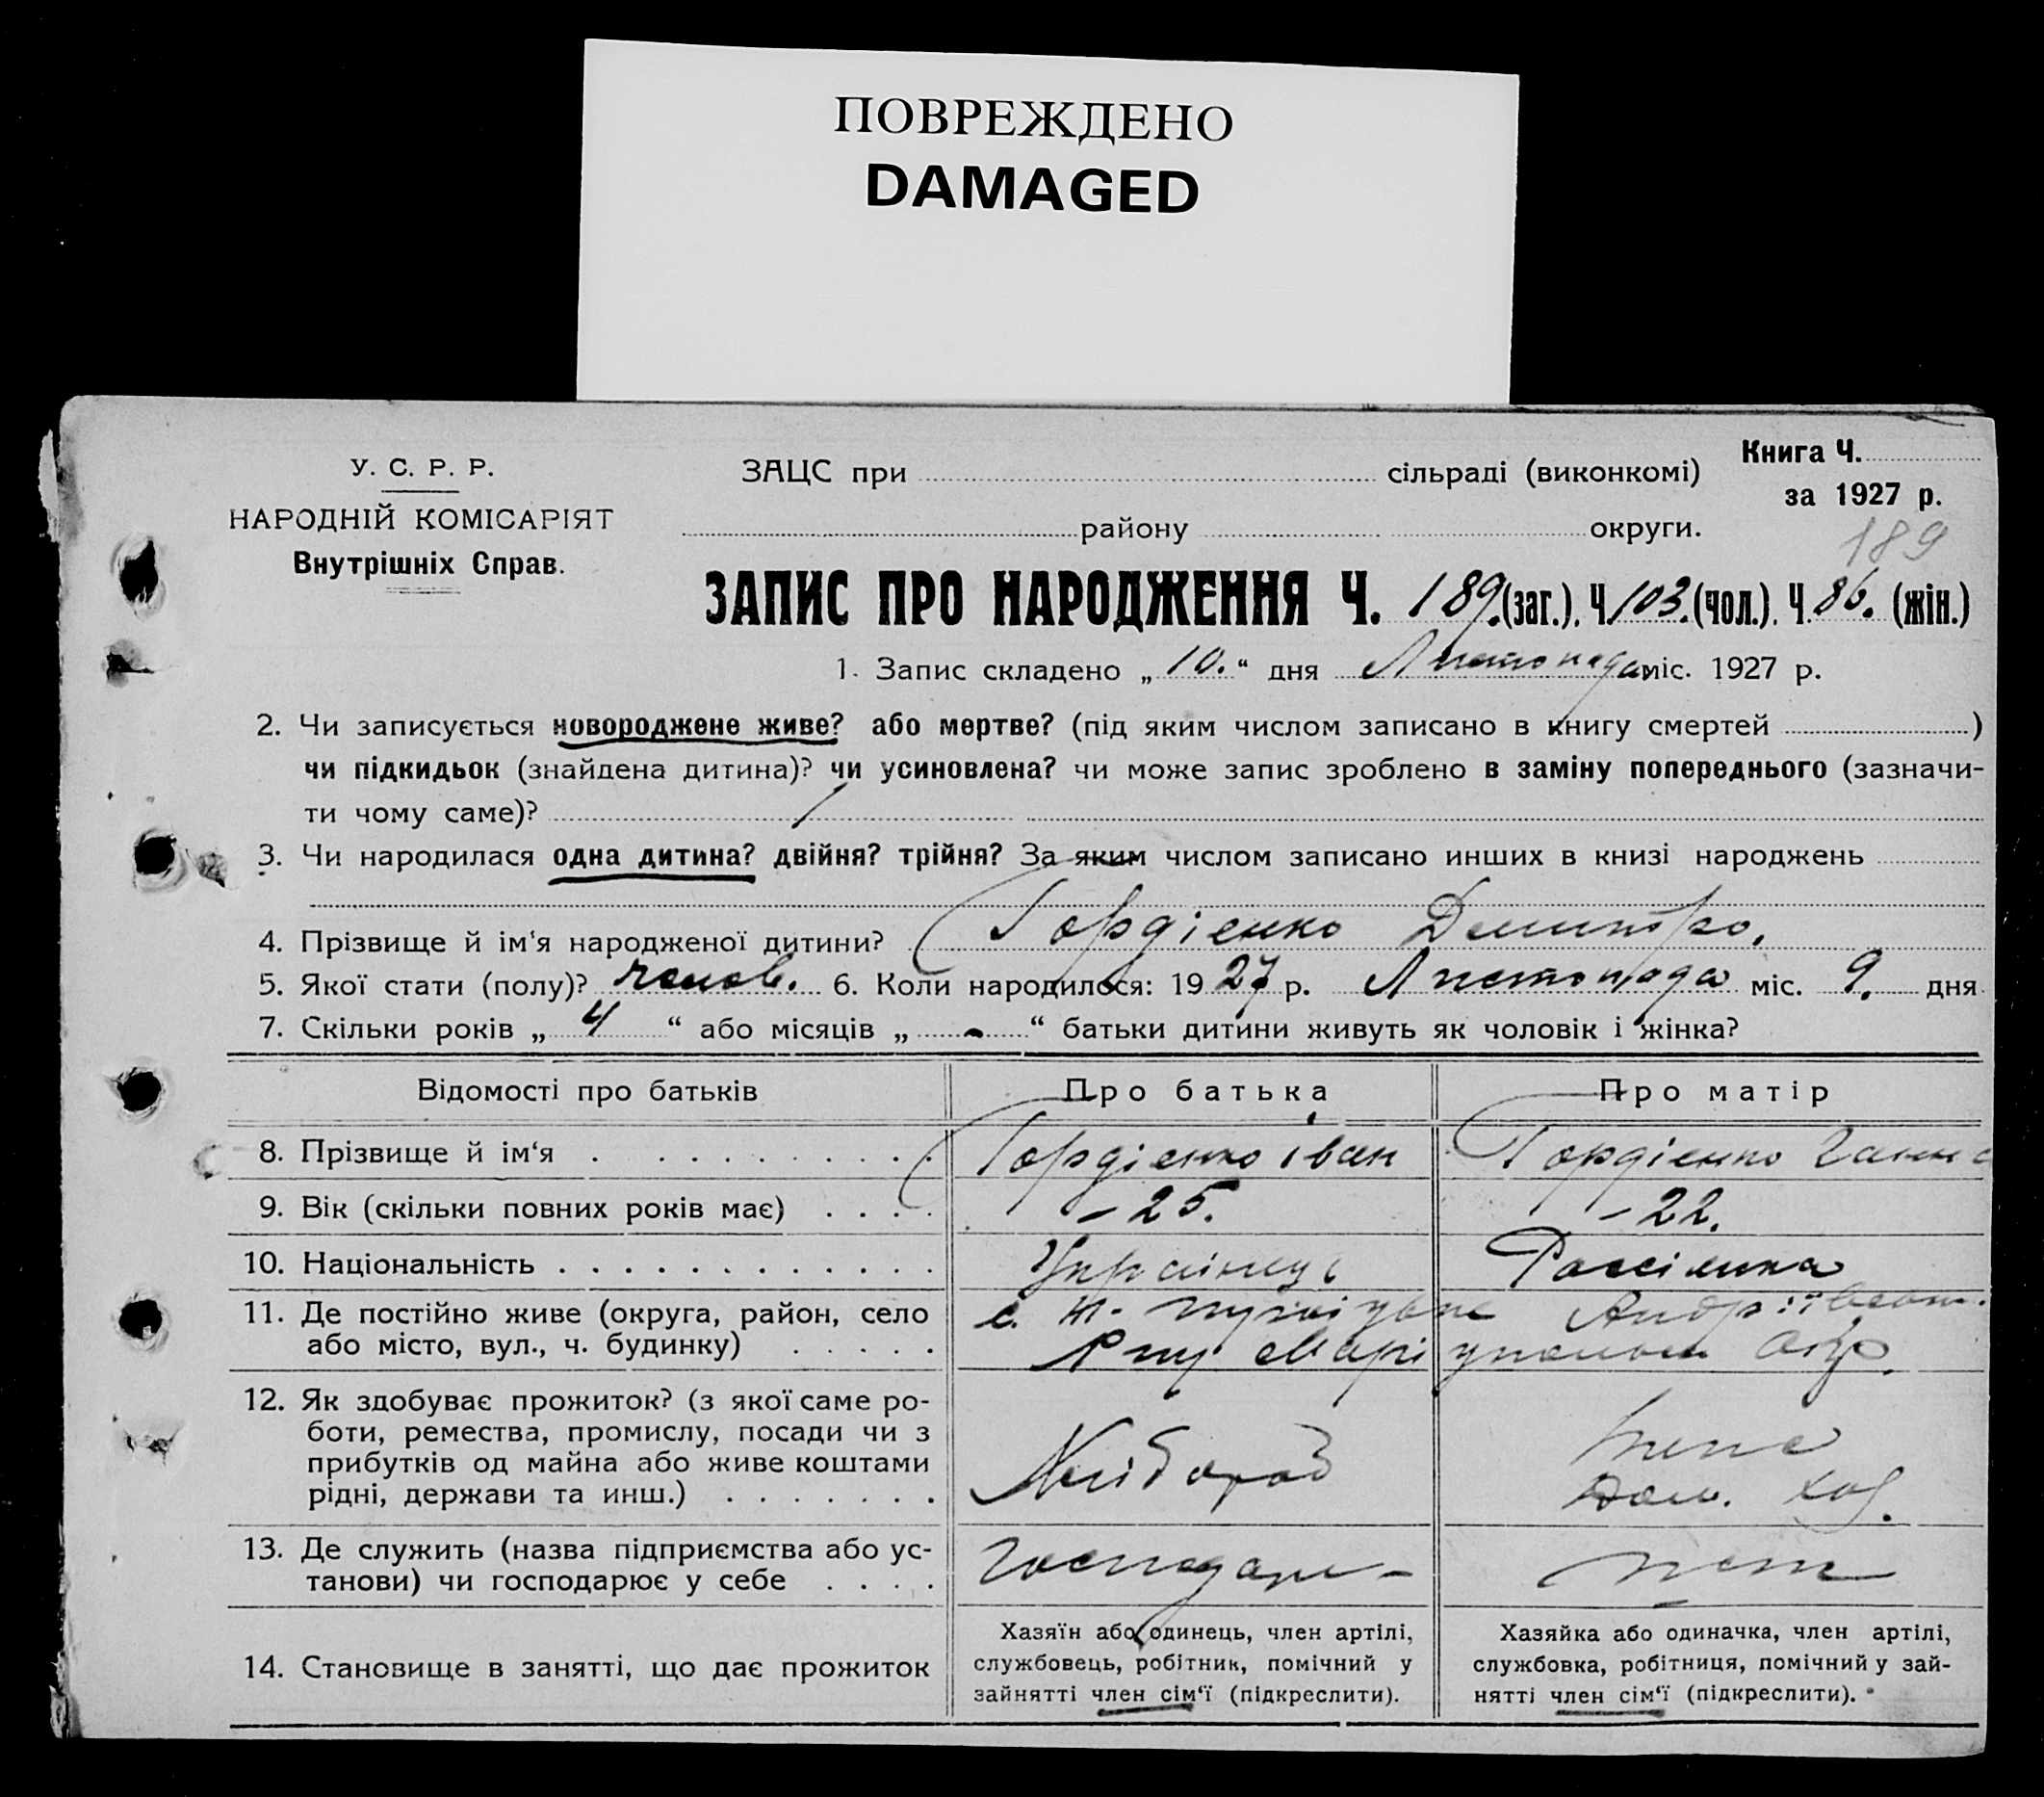 ПОВРЕЖДЕНО
DAMAGED
У. С. Р. Р.
НАРОДНІЙ КОМІСАРІЯТ
Внутрішніх Справ.
ЗАЦС при сільраді (виконкомі)
Книга Ч.
за 1927 р.
району округи.
189
ЗАПИС ПРО НАРОДЖЕННЯ Ч. 189.(заг.). Ч. 103.(чол.). Ч. 86. (жін.)
1. Запис складено „ 10. “ дня Листопада міс. 1927 р.
2. Чи записується новороджене живе? або мертве? (під яким числом записано в книгу смертей )
чи підкидьок (знайдена дитина)? чи усиновлена? чи може запис зроблено в заміну попереднього (зазначи-
ти чому саме)?
3. Чи народилася одна дитина? двійня? трійня? За яким числом записано инших в книзі народжень
4. Прізвище й ім‘я народженої дитини? Гордієнко Дмитро.
5. Якої стати (полу)? чолов. 6. Коли народилося: 1927 р. Листопада міс. 9. дня
7. Скільки років „ 4 “ або місяців „ - “ батьки дитини живуть як чоловік і жінка?
Відомості про батьків Про батька Про матір
8. Прізвище й ім‘я Гордієнко Іван Гордієнко Ганна
9. Вік (скільки повних років має) - 25. - 22.
10. Національність Українець
11. Де постійно живе (округа, район, село
або місто, вул., ч. будинку)
12. Як здобуває прожиток? (з якої саме ро-
боти, ремества, промислу, посади чи з
прибутків од майна або живе коштами
рідні, держави та инш.) Хлібороб
Дом. хоз.
13. Де служить (назва підприємства або ус-
танови) чи господарює у себе
14. Становище в занятті, що дає прожиток
Хазяїн або одинець, член артілі,
службовець, робітник, помічний у
зайнятті член сім‘ї (підкреслити).
Хазяйка або одиначка, член артілі,
службовка, робітниця, помічний у зай-
нятті член сім‘ї (підкреслити).